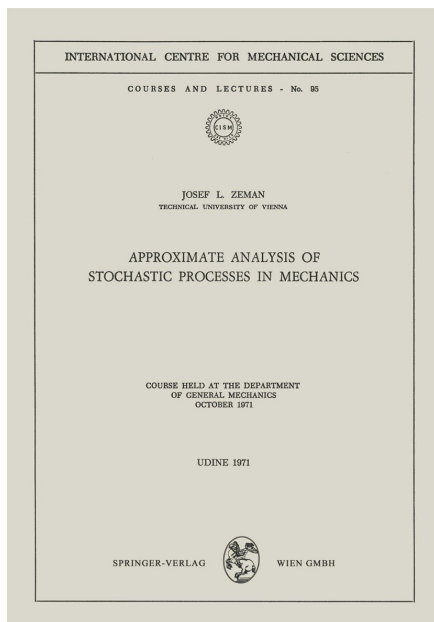 INTERNATIONAL CENTRE FOR MECHANICAL SCIENCES
COURSES AND LECTURES - No. 95
CISM
JOSEF L. ZEMAN
TECHNICAL UNIVERSITY OF VIENNA
APPROXIMATE ANALYSIS OF
STOCHASTIC PROCESSES IN MECHANICS
COURSE HELD AT THE DEPARTMENT
OF GENERAL MECHANICS
OCTOBER 1971
UDINE 1971
SPRINGER-VERLAG WIEN GMBH